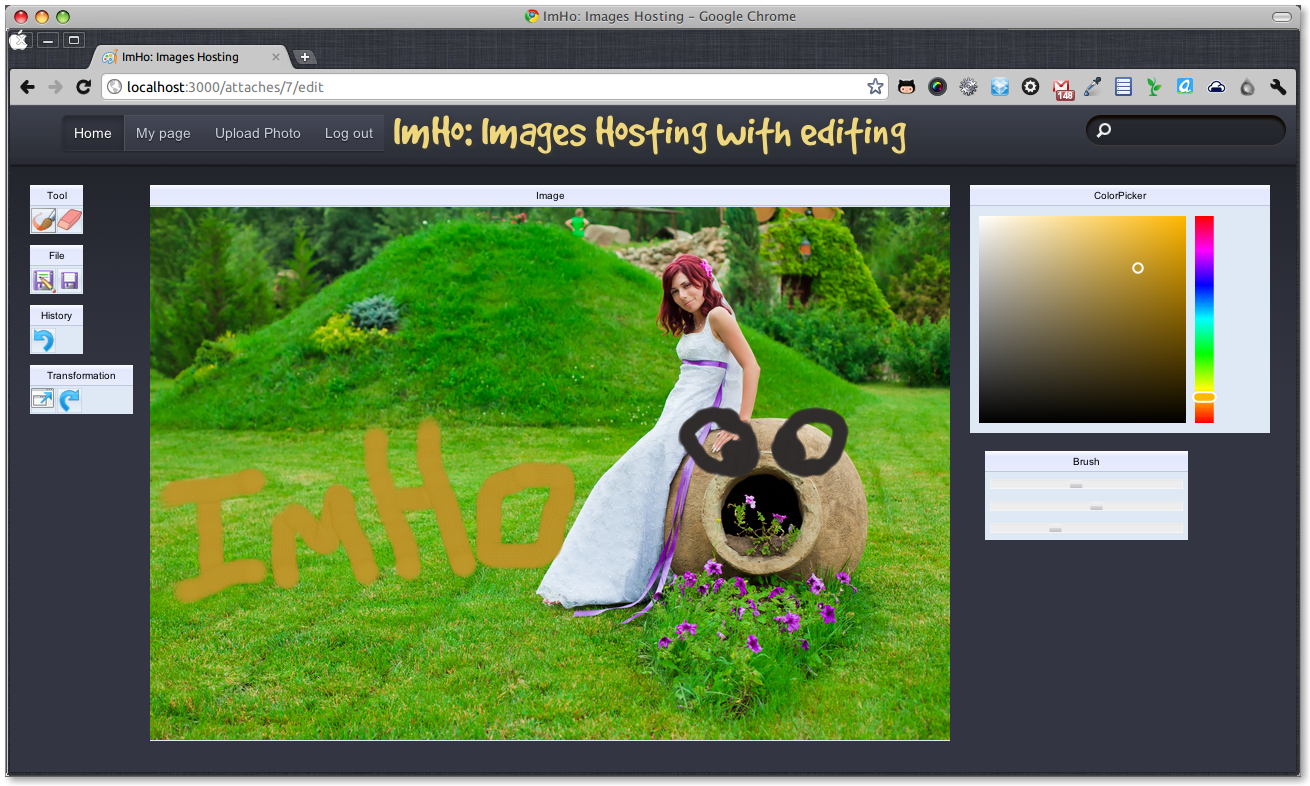 ImHo: Images Hosting - Google Chrome
ImHo: Images Hosting
localhost:3000/attaches/7/edit
148
Home My page Upload Photo Log out ImHo: Images Hosting with editing
Tool
File
History
Transformation
Image
ImHo
ColorPicker
Brush